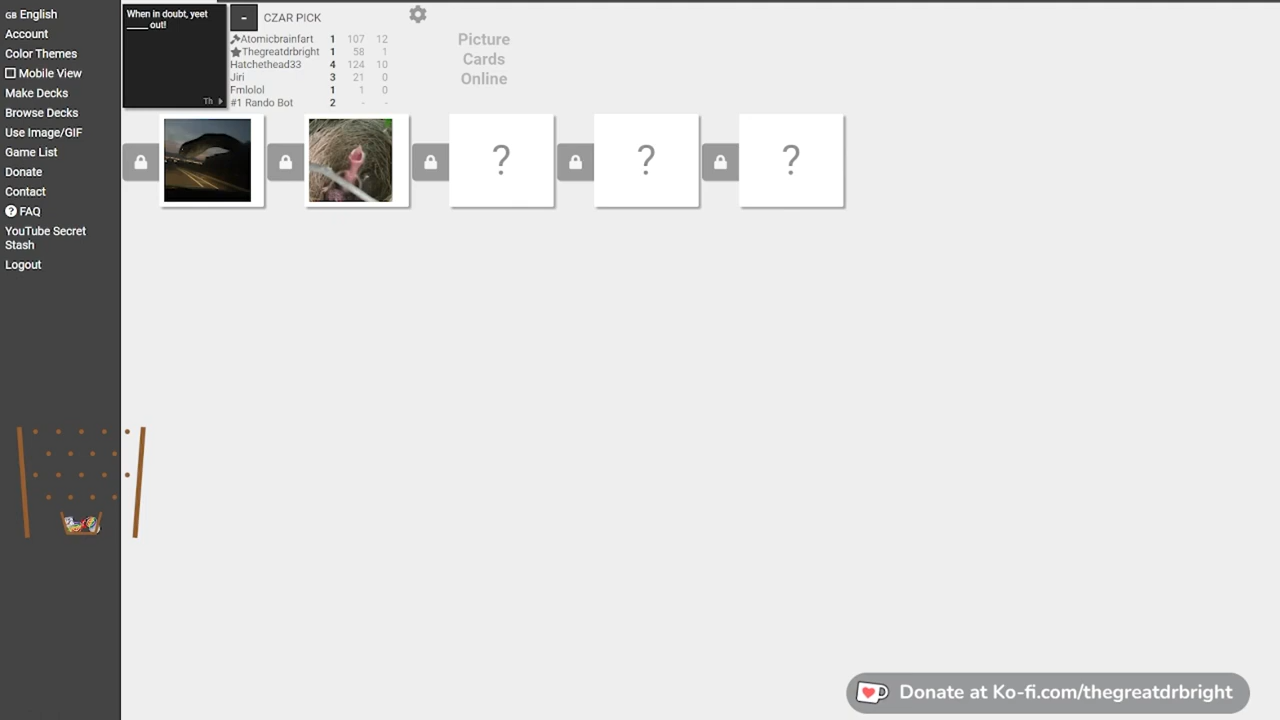 GB English
Account
Color Themes
Mobile View
Make Decks
Browse Decks
Use Image/GIF
Game List
Donate
Contact
? FAQ
YouTube Secret
Stash
Logout
When in doubt, yeet
_____ out!
Th
- CZAR PICK
Atomicbrainfart 1 107 12
Thegreatdrbright 1 58 1
Hatchethead33 4 124 10
Jiri 3 21 0
Fmlolol 1 1 0
#1 Rando Bot 2 - -
Picture
Cards
Online
? ? ?
Donate at Ko-fi.com/thegreatdrbright